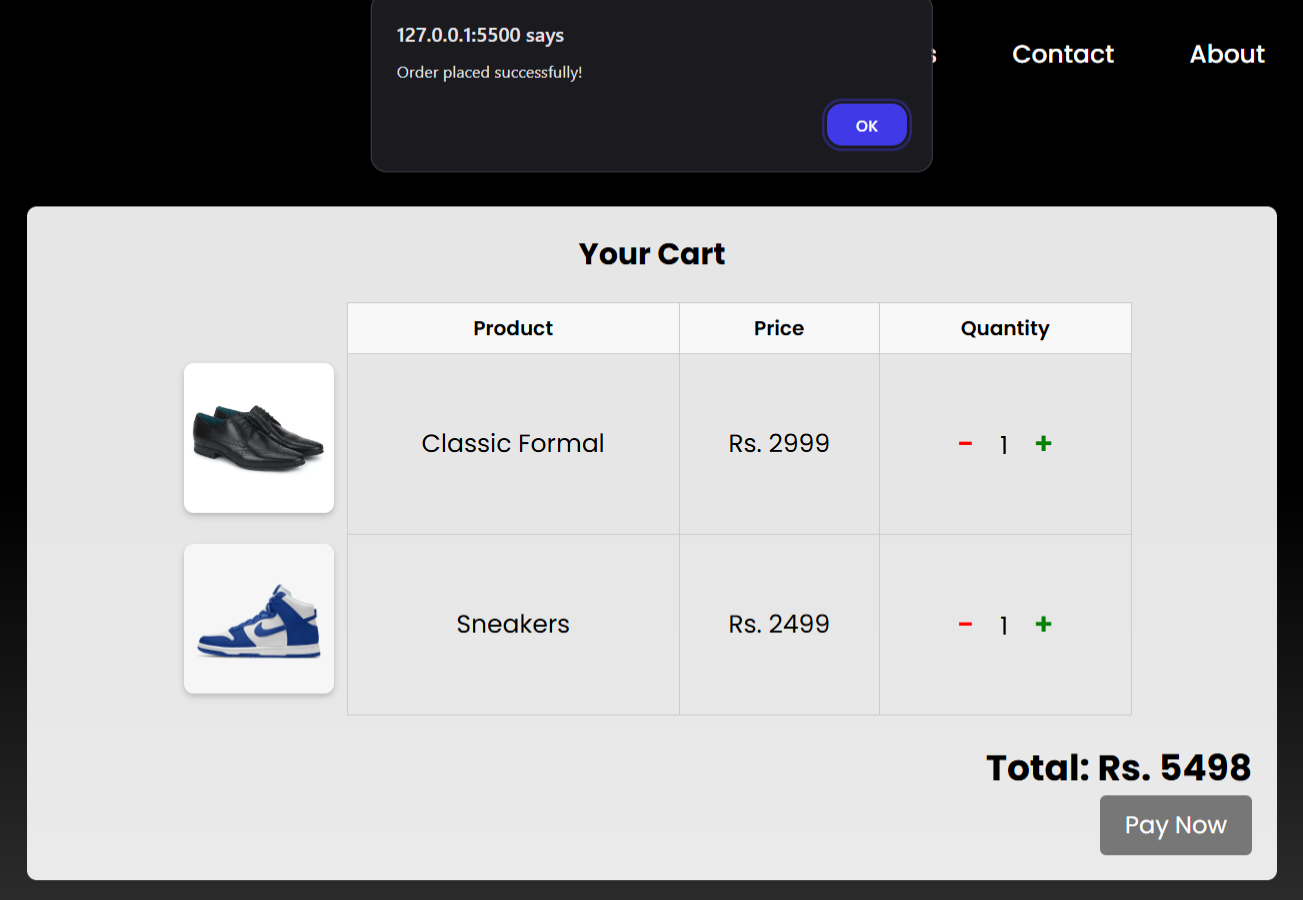 127.0.0.1:5500 says
Order placed successfully!
OK
Contact About
Your Cart
Product Price Quantity
Classic Formal Rs. 2999 - 1 +
Sneakers Rs. 2499 - 1 +
Total: Rs. 5498
Pay Now